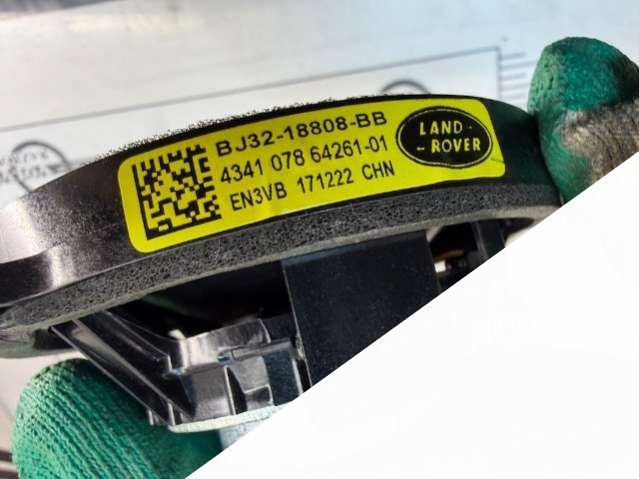 BJ32-18808-BB
4341 078 64261-01
EN3VB 171222 CHN
LAND-
-ROVER